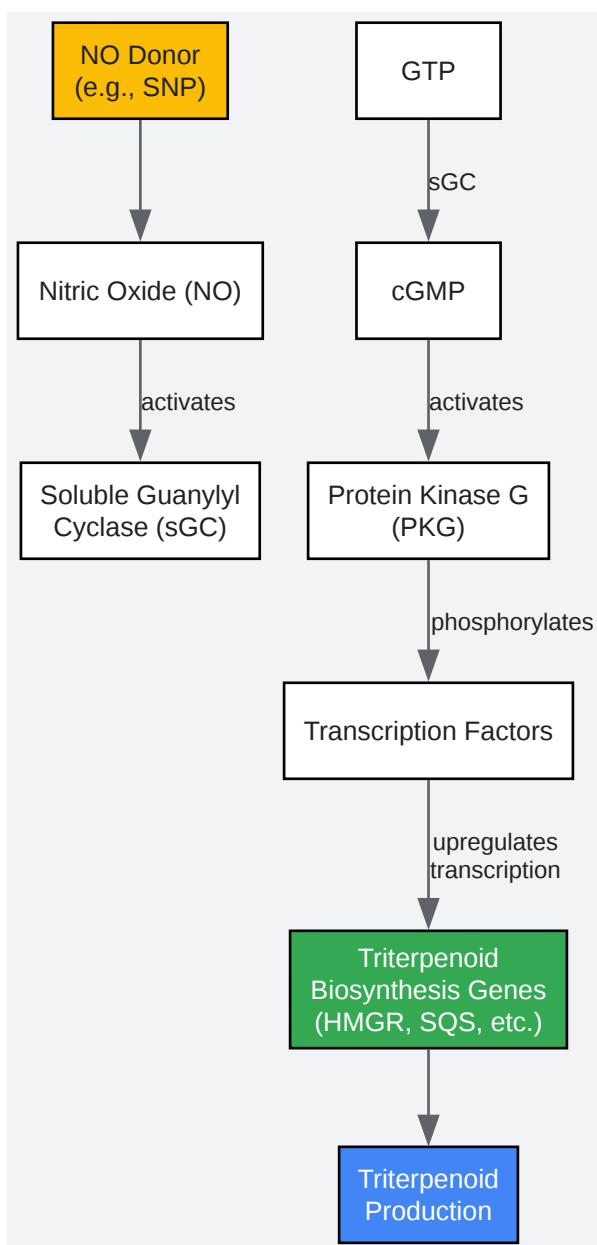 NO Donor
(e.g., SNP)
GTP
sGC
Nitric Oxide (NO)
cGMP
activates
activates
Soluble Guanylyl
Cyclase (sGC)
Protein Kinase G
(PKG)
phosphorylates
Transcription Factors
upregulates
transcription
Triterpenoid
Biosynthesis Genes
(HMGR, SQS, etc.)
Triterpenoid
Production